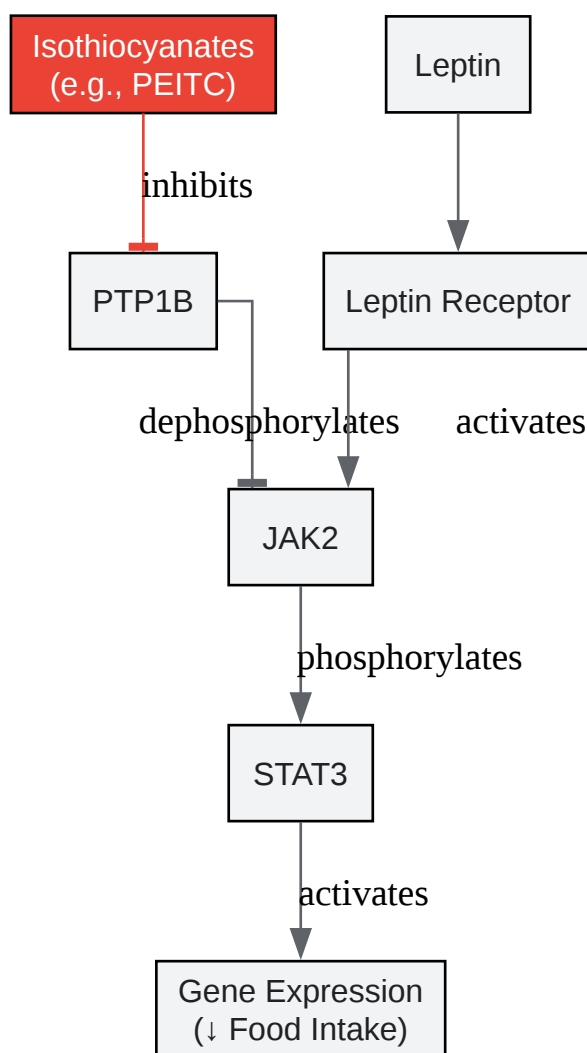 Isothiocyanates
(e.g., PEITC)
Leptin
inhibits
PTP1B
Leptin Receptor
dephosphorylates
activates
JAK2
phosphorylates
STAT3
activates
Gene Expression
(↓ Food Intake)